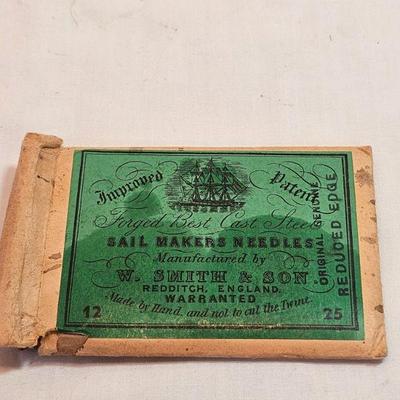 Improved Patent
Forged Best Cast Steel
SAIL MAKERS NEEDLES
Manufactured by
W. SMITH & SON
REDDITCH, ENGLAND.
WARRANTED
Made by Hand, and not to cut the Twine.
12
25
ORIGINAL GENUINE
REDUDED EDGE